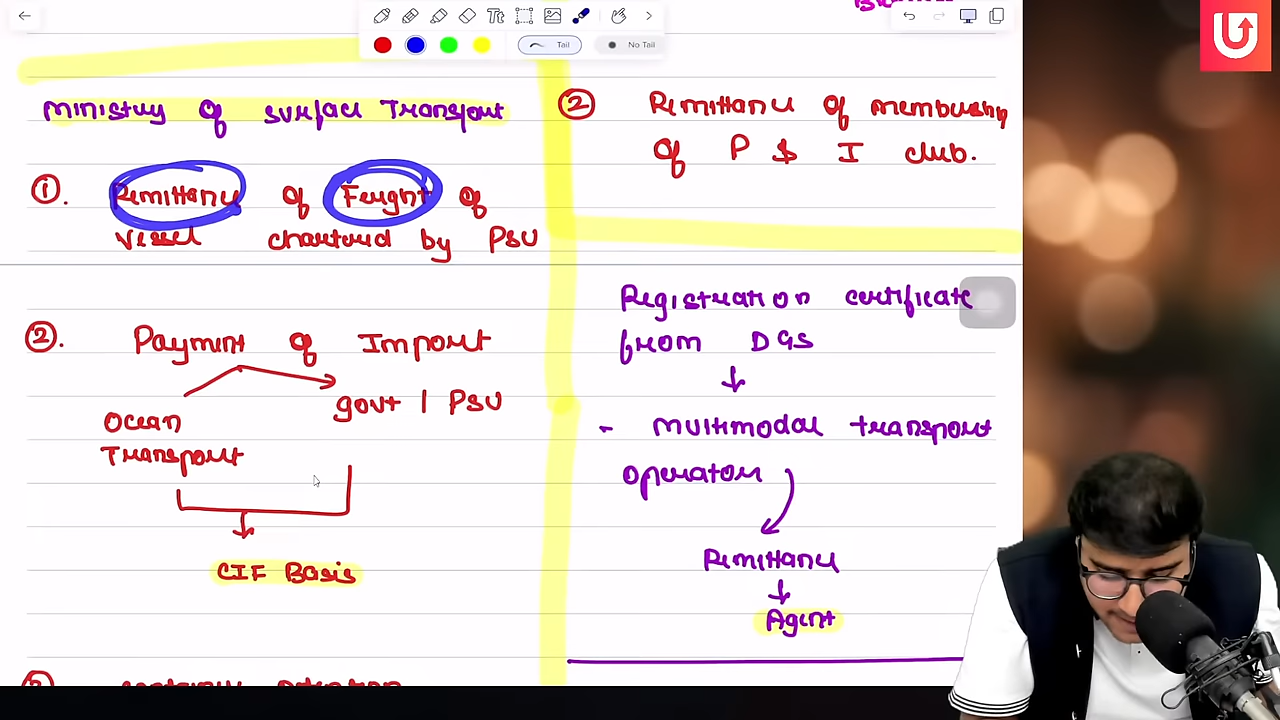 Tt
Tail
No Tail
Ministry of Surface Transport
①. Remittance of Feught of
Vessel chartered by PSU
②. Payment of Import
Ocean
Transport
govt | PSU
CIF Basis
② Remittance of membership
of P & I club.
Registration certificate
from DGS
- Multimodal transport
operator
Remittance
Agent